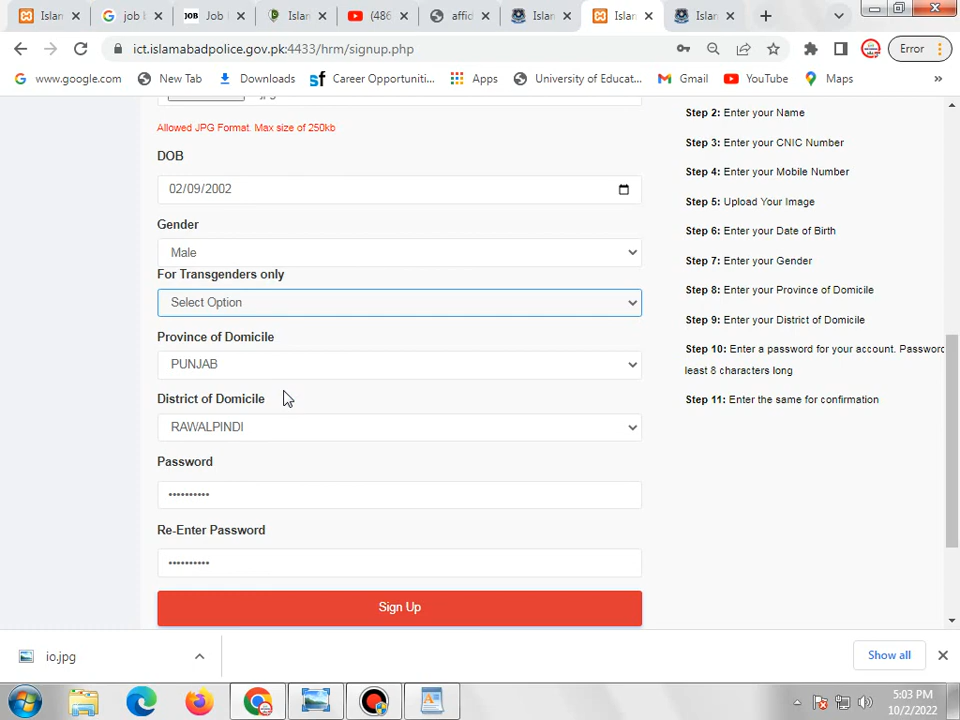 Islan
job l
JOB Job
Islan
(486
affid
Islan
Islan
Islan
ict.islamabadpolice.gov.pk:4433/hrm/signup.php
Error
www.google.com
New Tab
Downloads
sf Career Opportuniti...
Apps
University of Educat...
Gmail
YouTube
Maps
»
Allowed JPG Format. Max size of 250kb
DOB
02/09/2002
Gender
Male
For Transgenders only
Select Option
Province of Domicile
PUNJAB
District of Domicile
RAWALPINDI
Password
••••••••••
Re-Enter Password
••••••••••
Sign Up
Step 2: Enter your Name
Step 3: Enter your CNIC Number
Step 4: Enter your Mobile Number
Step 5: Upload Your Image
Step 6: Enter your Date of Birth
Step 7: Enter your Gender
Step 8: Enter your Province of Domicile
Step 9: Enter your District of Domicile
Step 10: Enter a password for your account. Password
least 8 characters long
Step 11: Enter the same for confirmation
io.jpg
Show all
5:03 PM
10/2/2022